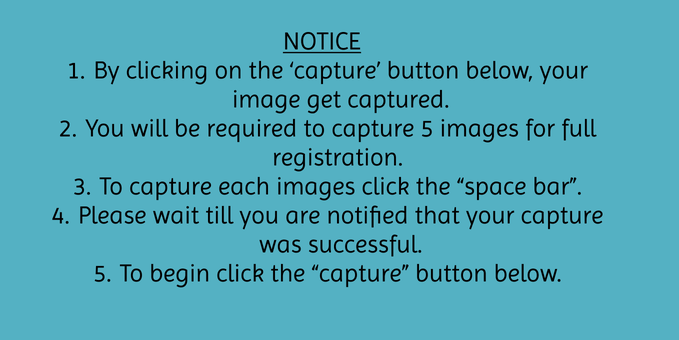 NOTICE
1. By clicking on the ‘capture’ button below, your
image get captured.
2. You will be required to capture 5 images for full
registration.
3. To capture each images click the “space bar”.
4. Please wait till you are notified that your capture
was successful.
5. To begin click the “capture” button below.